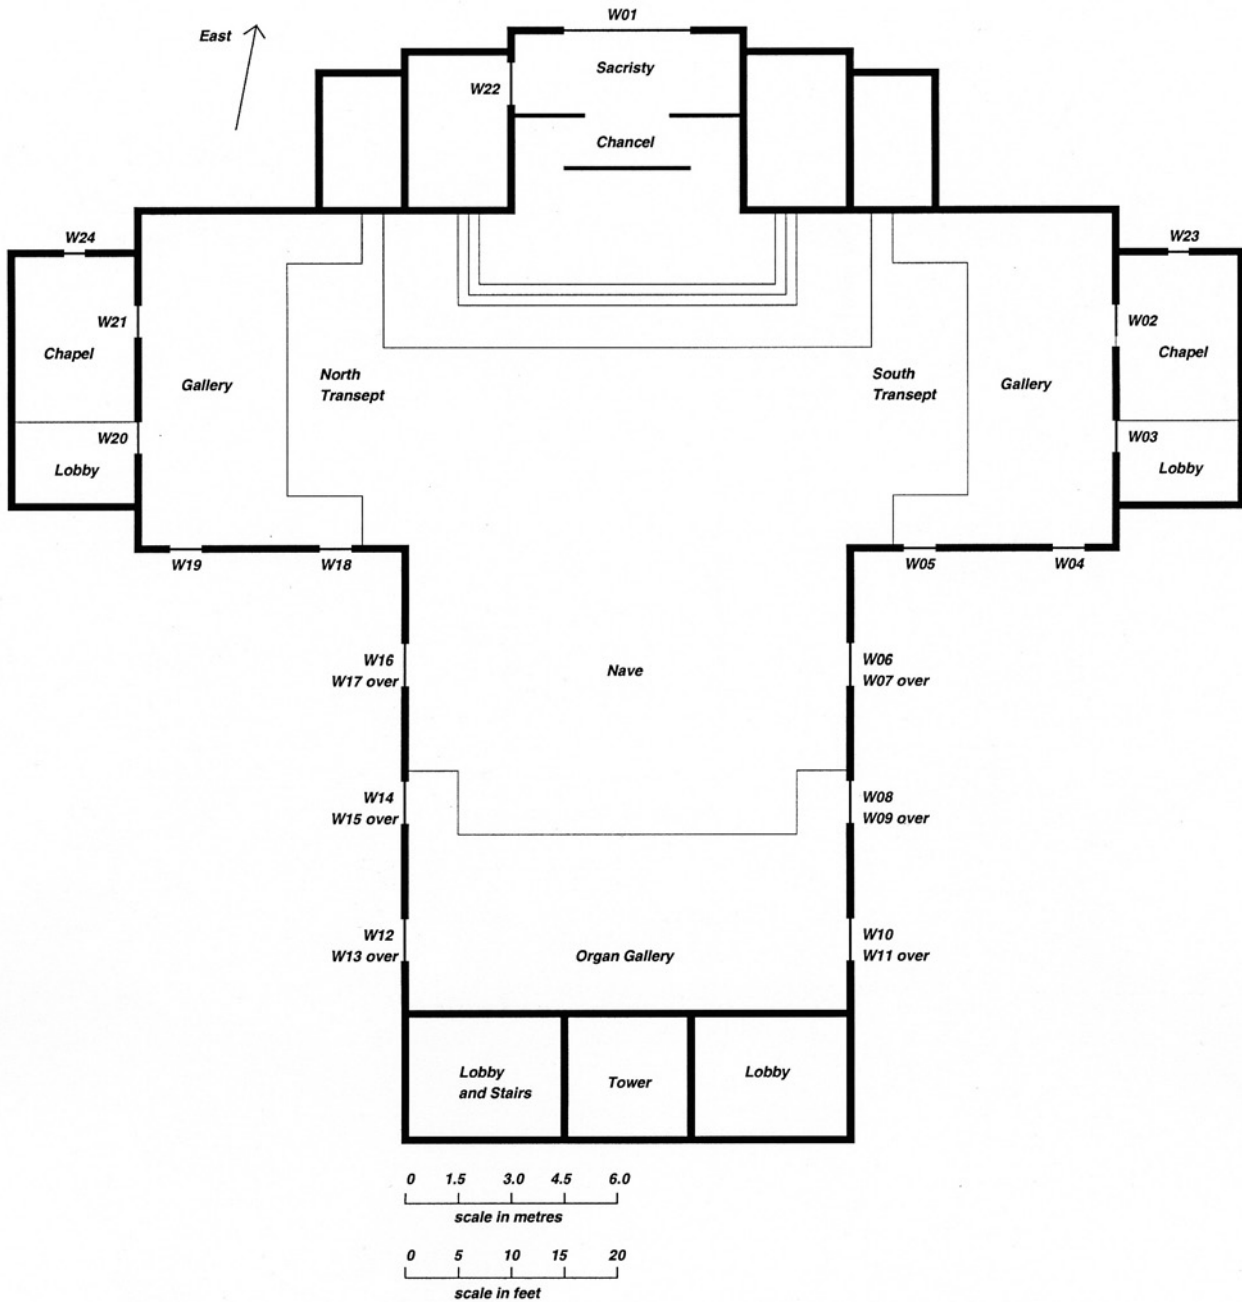 W01
East
Sacristy
W22
Chancel
W24
W23
W21
W02
Chapel
Chapel
Gallery
North
Transept
South
Transept
Gallery
W20
W03
Lobby
Lobby
W19
W18
W05
W04
W16
W17 over
Nave
W06
W07 over
W14
W15 over
W08
W09 over
W12
W13 over
Organ Gallery
W10
W11 over
Lobby
and Stairs
Tower
Lobby
0 1.5 3.0 4.5 6.0
scale in metres
0 5 10 15 20
scale in feet